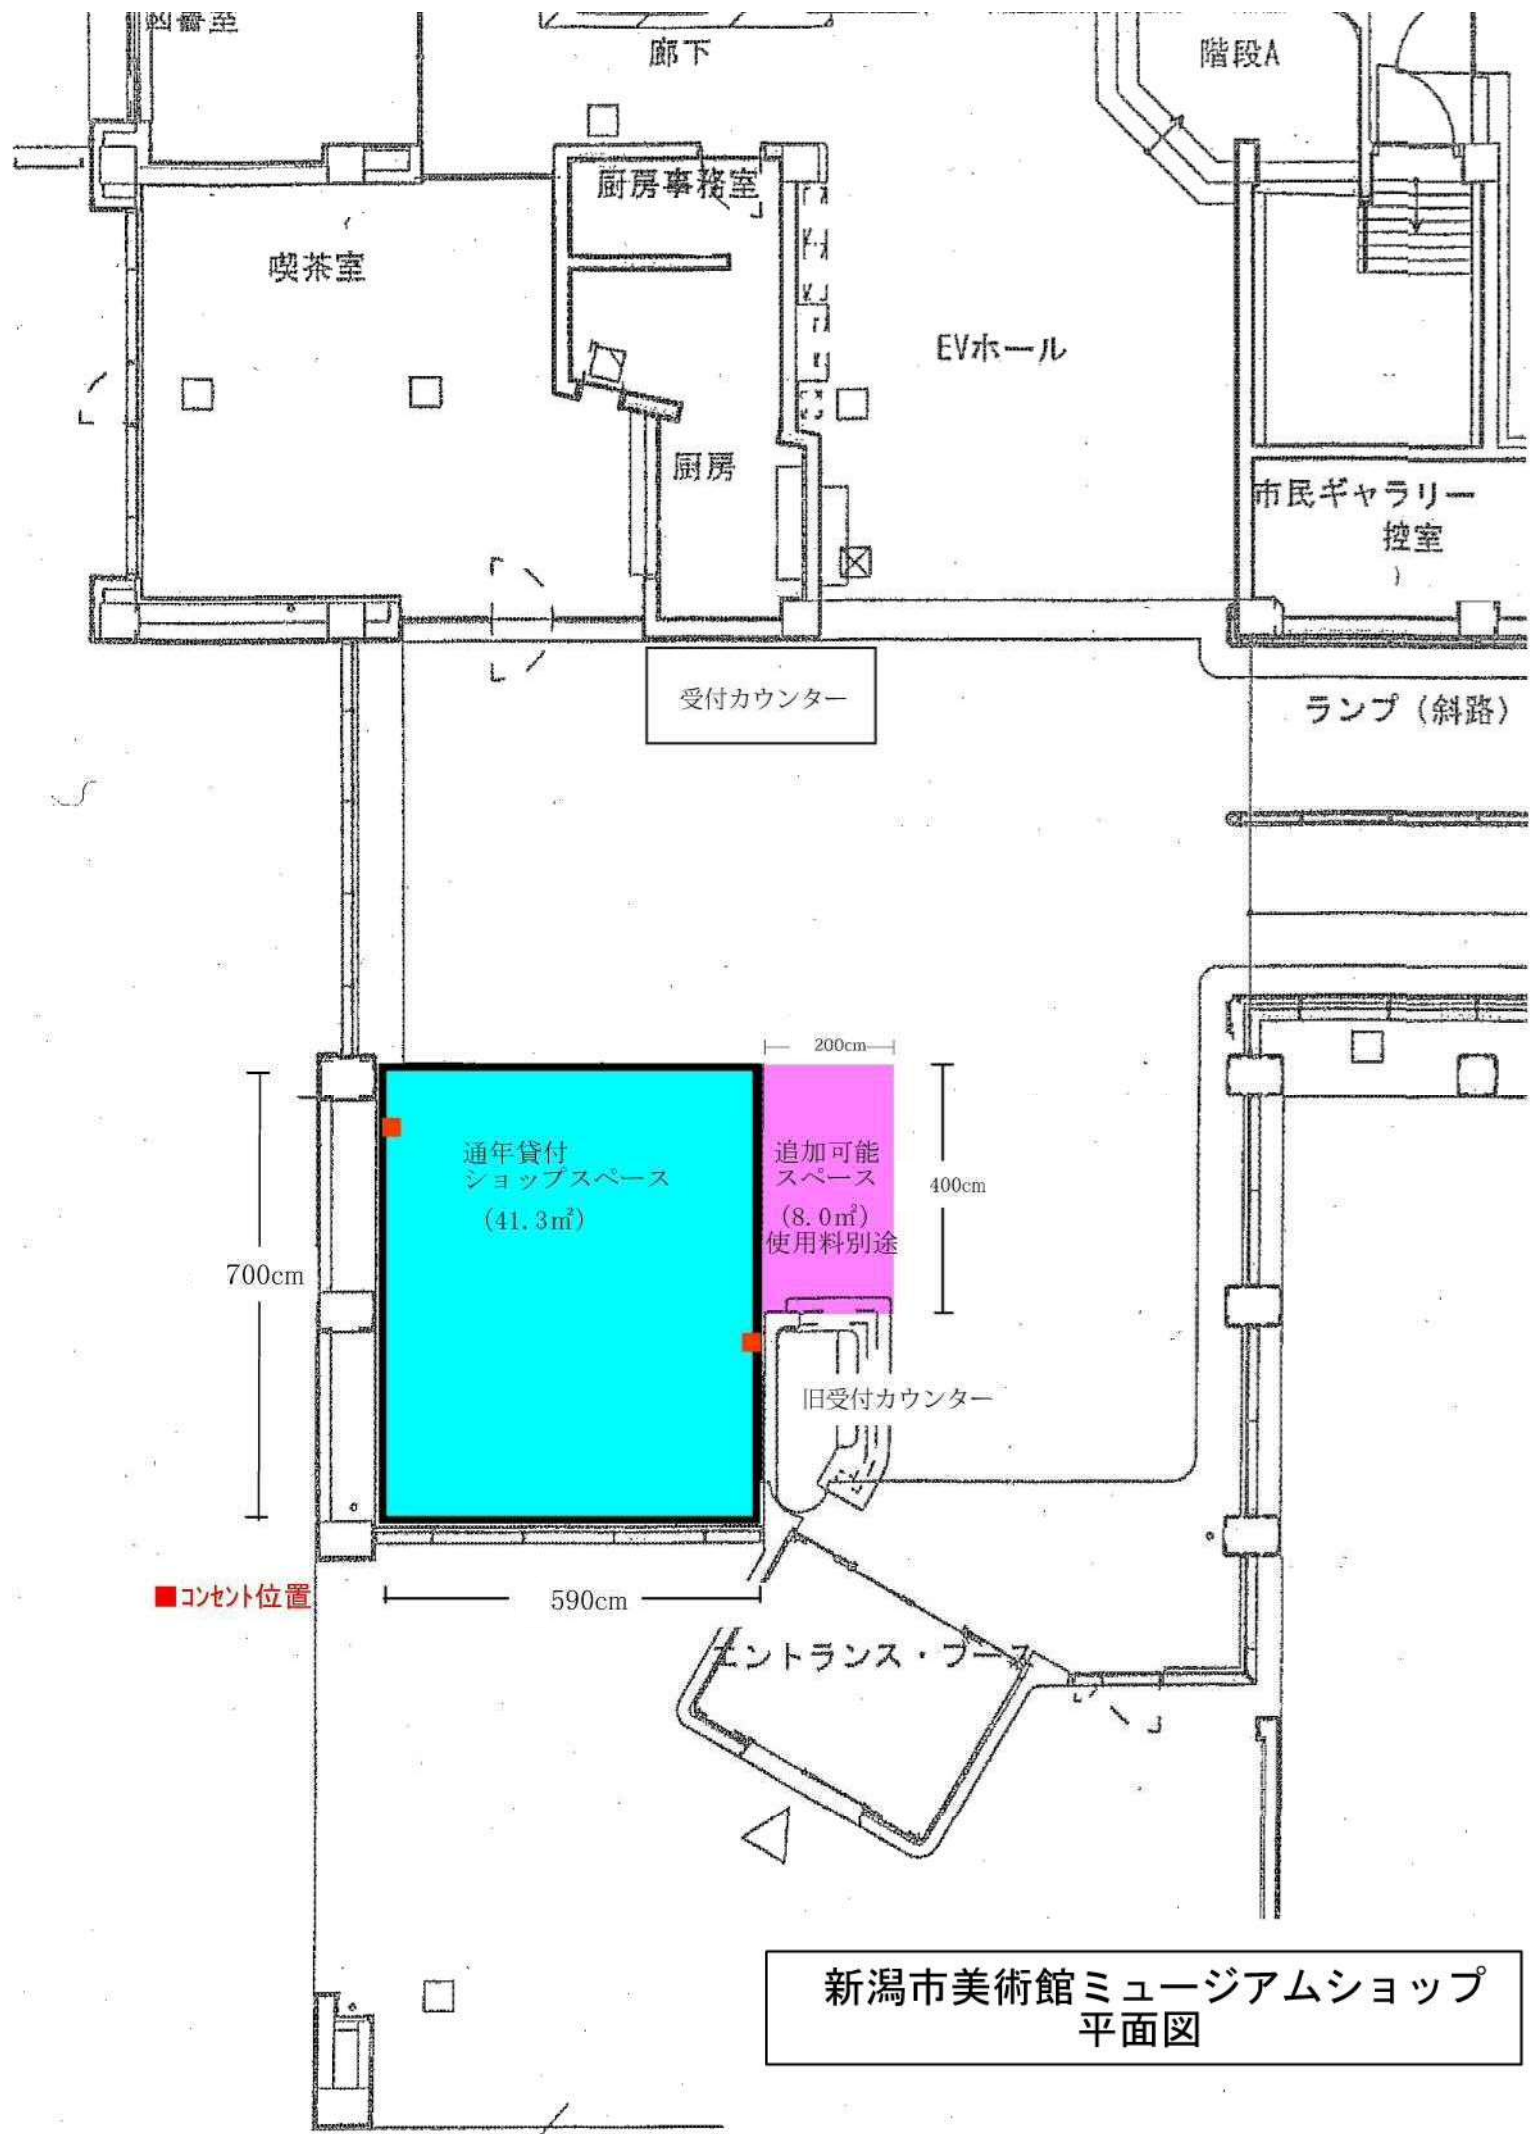 図書室
廊下
階段A
厨房事務室
喫茶室
EVホール
厨房
市民ギャラリー
控室
受付カウンター
ランプ（斜路）
200cm
通年貸付
ショップスペース
（41.3㎡）
追加可能
スペース
（8.0㎡）
使用料別途
400cm
700cm
旧受付カウンター
■コンセント位置
590cm
エントランス・ブース
新潟市美術館ミュージアムショップ
平面図